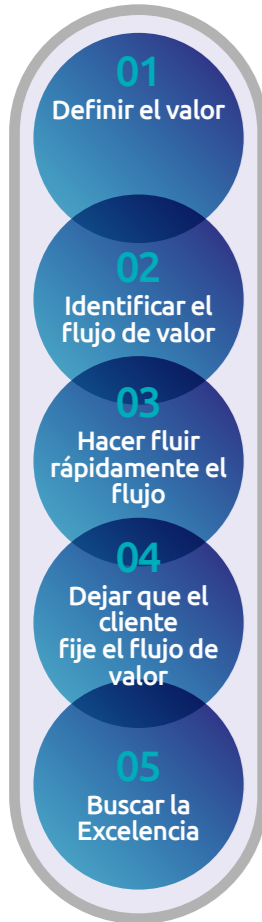 01
Definir el valor
02
Identificar el
flujo de valor
03
Hacer fluir
rápidamente el
flujo
04
Dejar que el
cliente
fije el flujo de
valor
05
Buscar la
Excelencia